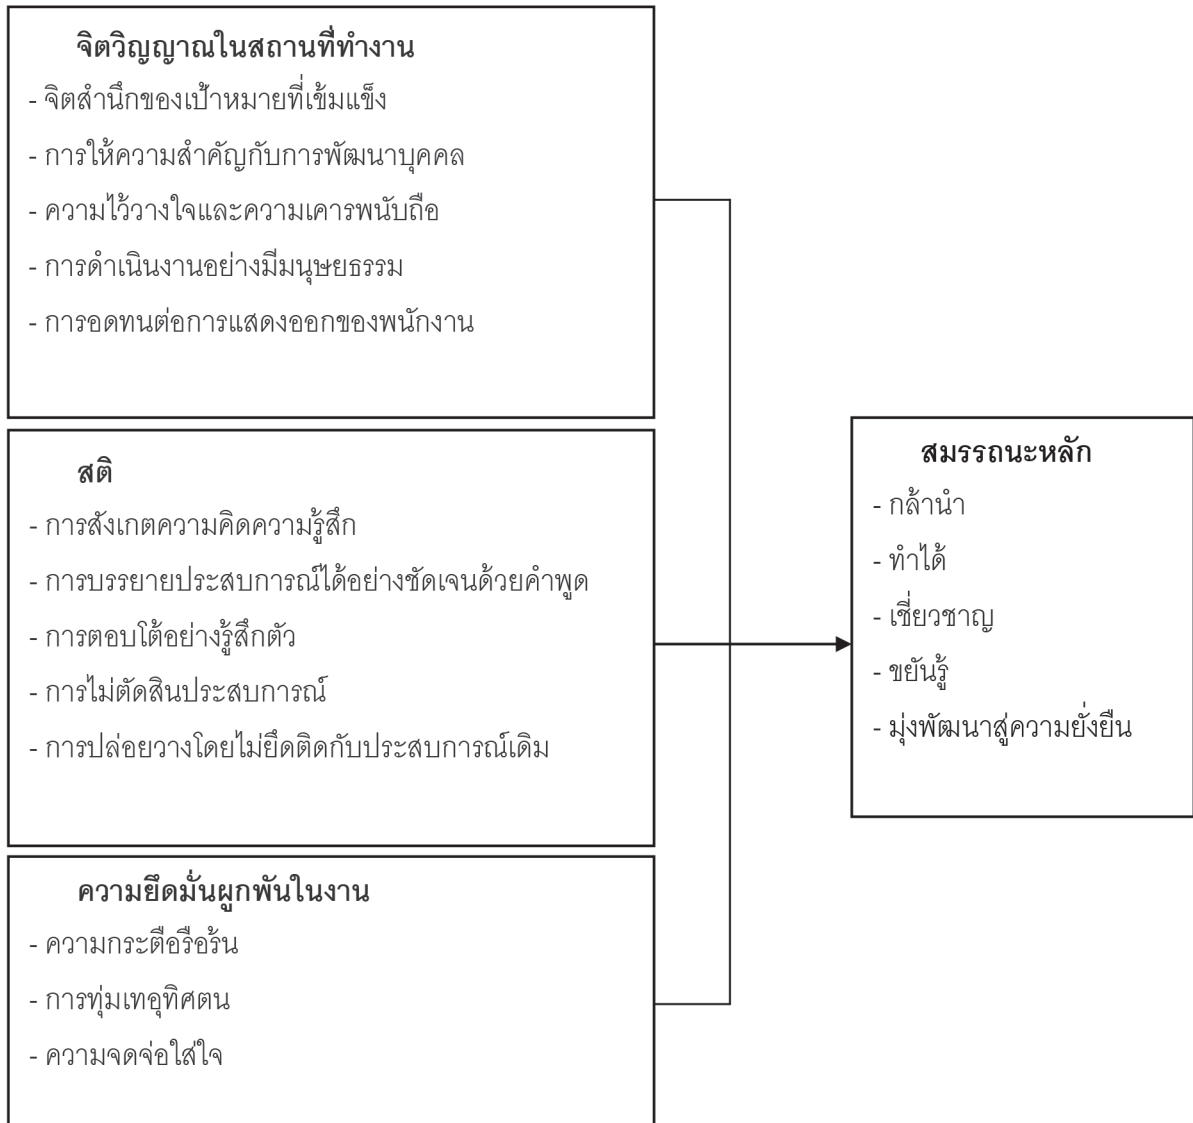 จิตวิญญาณในสถานที่ทำงาน
- จิตสำนึกของเป้าหมายที่เข้มแข็ง
- การให้ความสำคัญกับการพัฒนาบุคคล
- ความไว้วางใจและความเคารพนับถือ
- การดำเนินงานอย่างมีมนุษยธรรม
- การอดทนต่อการแสดงออกของพนักงาน
สติ
- การสังเกตความคิดความรู้สึก
- การบรรยายประสบการณ์ได้อย่างชัดเจนด้วยคำพูด
- การตอบโต้อย่างรู้สึกตัว
- การไม่ตัดสินประสบการณ์
- การปล่อยวางโดยไม่ยึดติดกับประสบการณ์เดิม
ความยึดมั่นผูกพันในงาน
- ความกระตือรือร้น
- การทุ่มเทอุทิศตน
- ความจดจ่อใส่ใจ
สมรรถนะหลัก
- กล้านำ
- ทำได้
- เชี่ยวชาญ
- ขยันรู้
- มุ่งพัฒนาสู่ความยั่งยืน